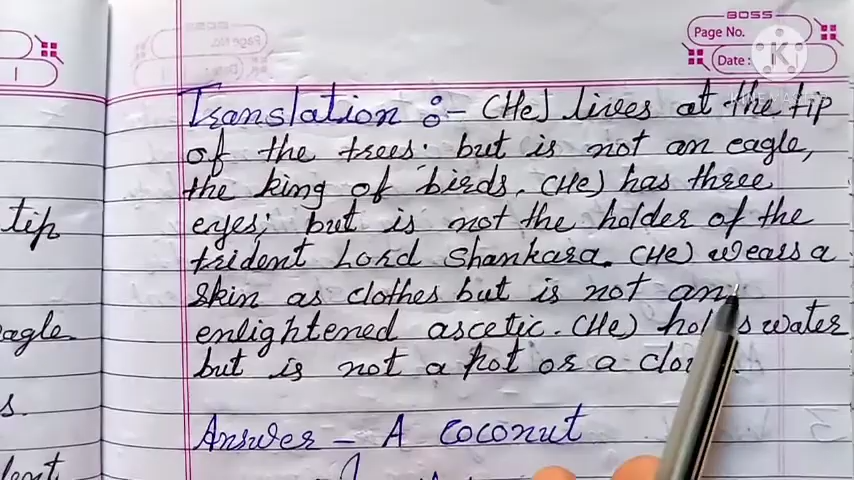 BOSS
Page No.
Date:
K
tip
eagle
s.
Translation :- (He) lives at the tip
of the trees. but is not an eagle,
the king of birds. (He) has three
eyes; but is not the holder of the
trident Lord Shankara. (He) wears a
skin as clothes but is not an
enlightened ascetic. (He) holds water
but is not a pot or a
Answer - A coconut